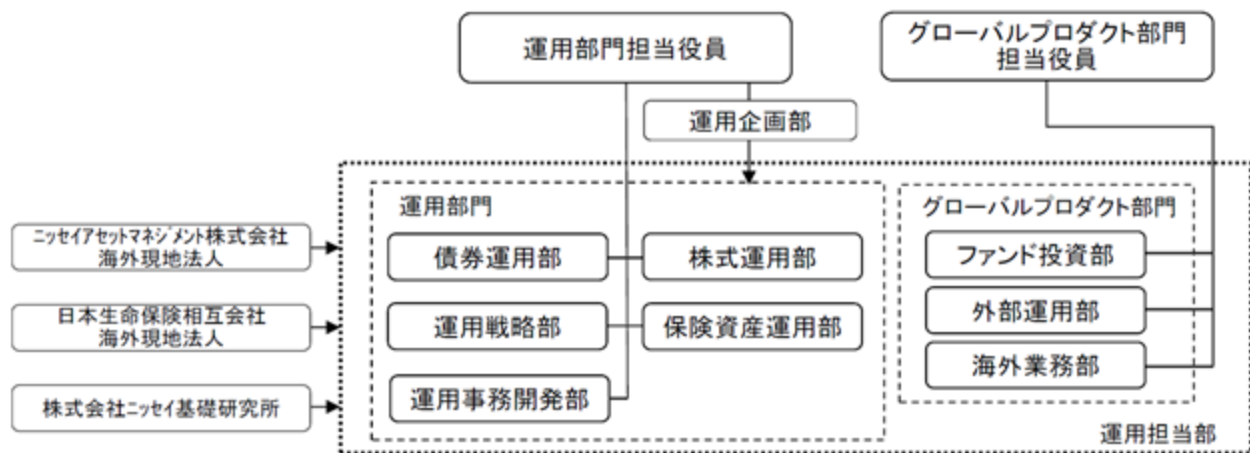 運用部門担当役員
グローバルプロダクト部門
担当役員
運用企画部
運用部門
グローバルプロダクト部門
ニッセイアセットマネジメント株式会社
海外現地法人
債券運用部
株式運用部
ファンド投資部
日本生命保険相互会社
海外現地法人
運用戦略部
保険資産運用部
外部運用部
海外業務部
株式会社ニッセイ基礎研究所
運用事務開発部
運用担当部